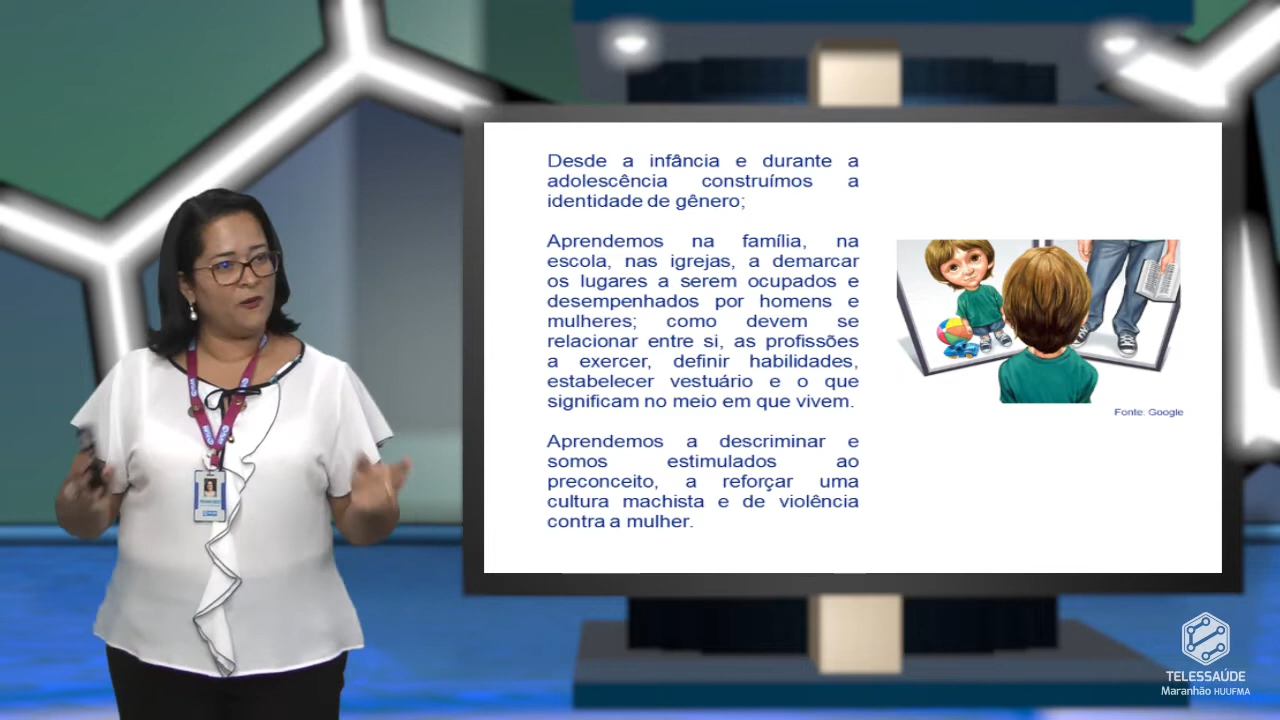 Desde a infância e durante a
adolescência construímos a
identidade de gênero;
Aprendemos na família, na
escola, nas igrejas, a demarcar
os lugares a serem ocupados e
desempenhados por homens e
mulheres; como devem se
relacionar entre si, as profissões
a exercer, definir habilidades,
estabelecer vestuário e o que
significam no meio em que vivem.
Aprendemos a descriminar e
somos estimulados ao
preconceito, a reforçar uma
cultura machista e de violência
contra a mulher.
Fonte: Google
TELESSAÚDE
Maranhão HUUFMA